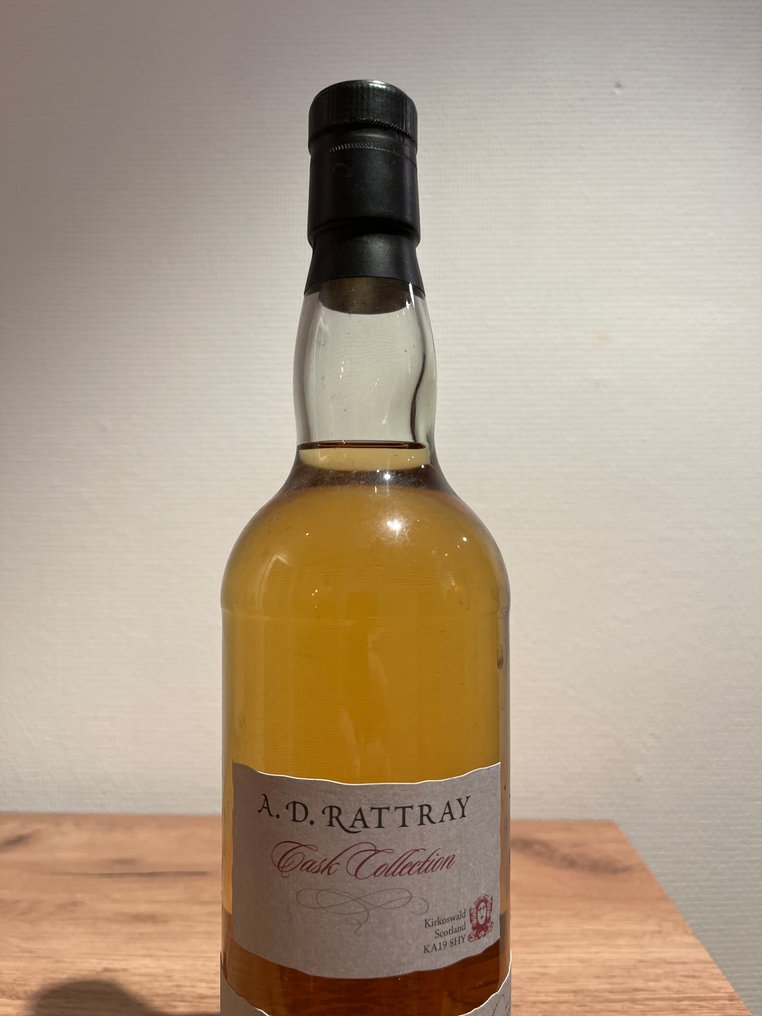 A. D. RATTRAY
Cask Collection
Kirkoswald
Scotland
KA19 8HY